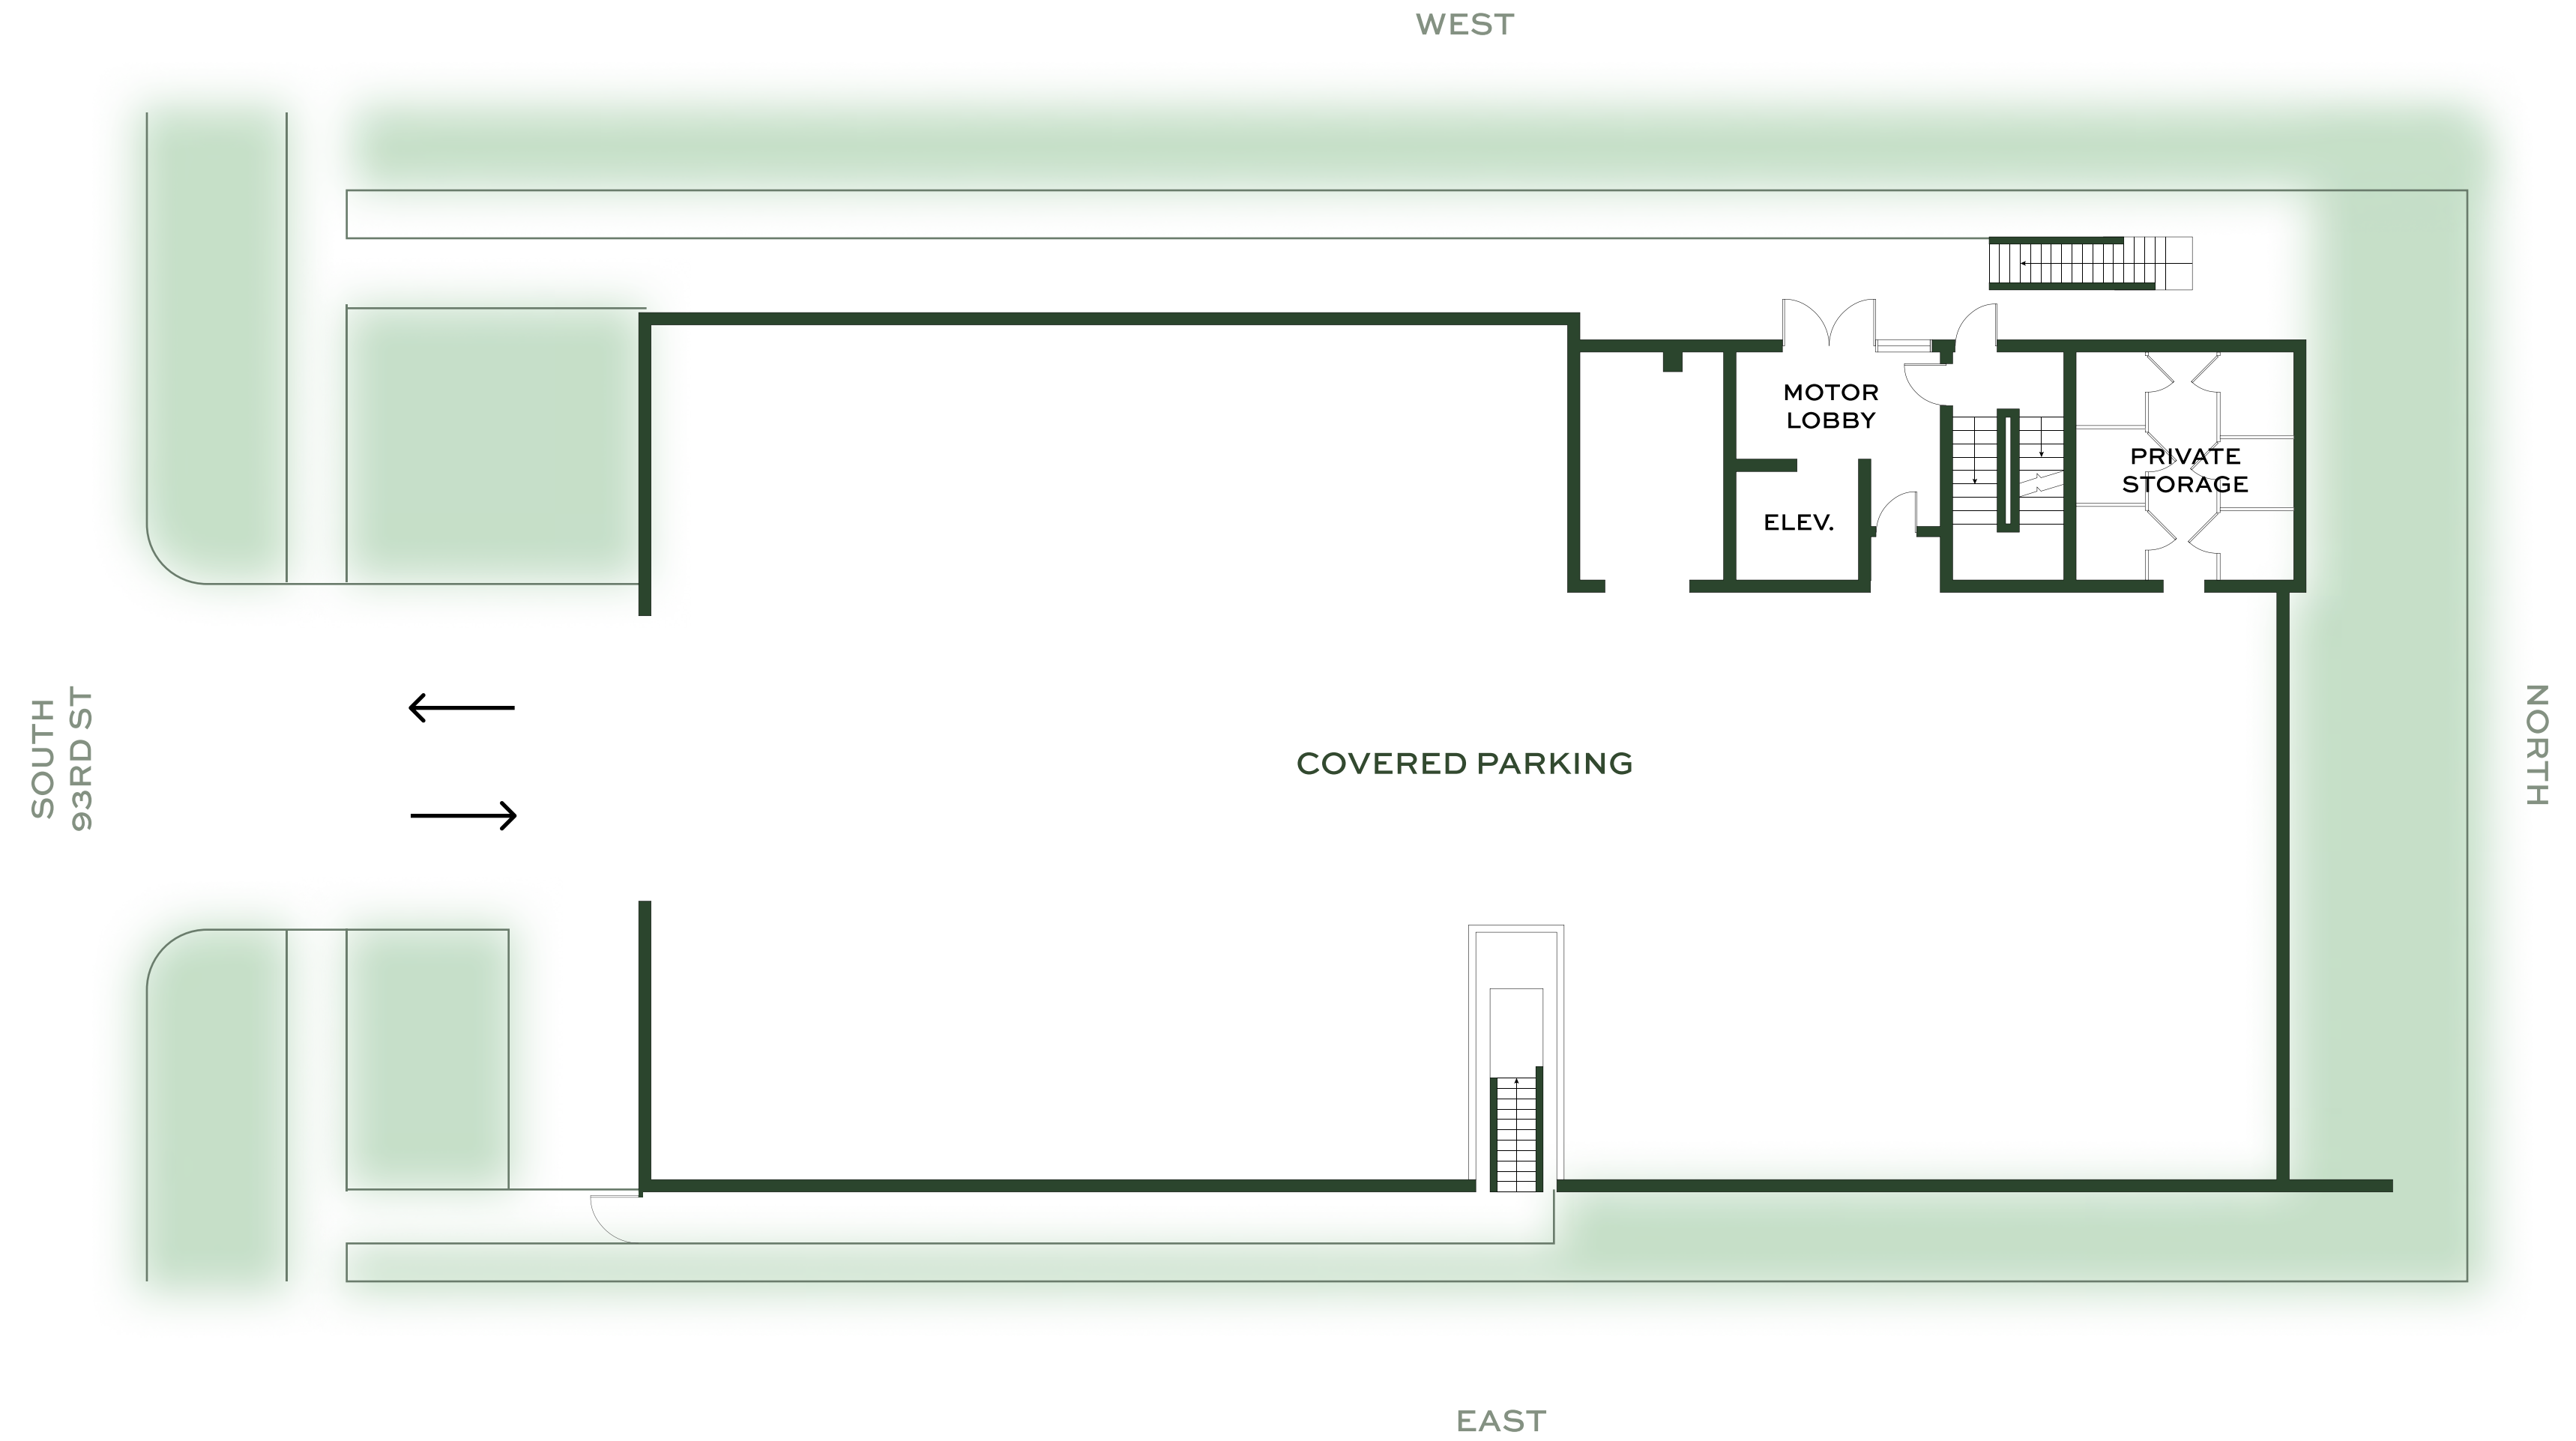 WEST
MOTOR
LOBBY
PRIVATE
STORAGE
ELEV.
SOUTH
93RD ST
COVERED PARKING
NORTH
EAST